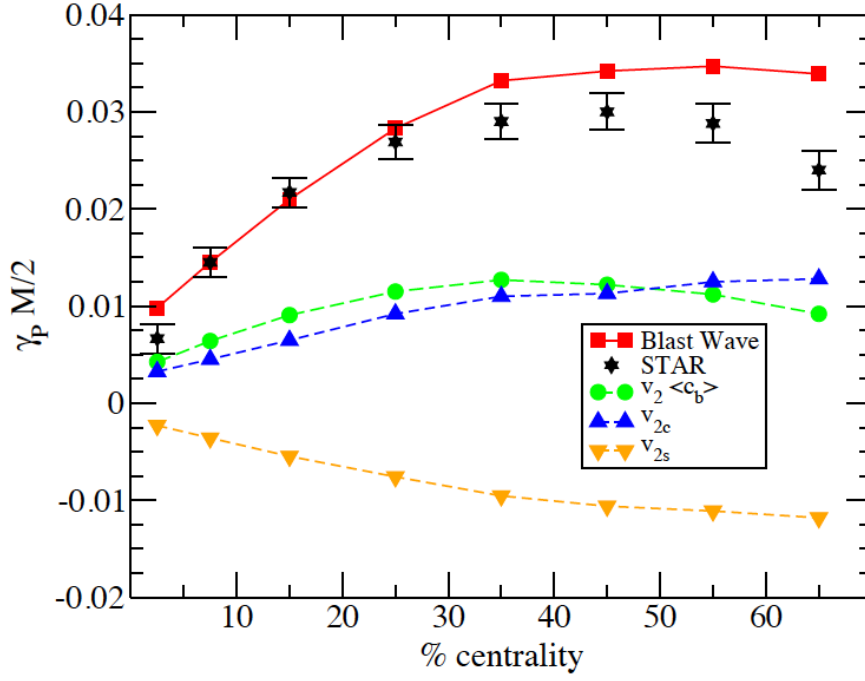 0.04
0.03
0.02
0.01
0
-0.01
-0.02
γP M/2
Blast Wave
STAR
v2 <cb>
v2c
v2s
10 20 30 40 50 60
% centrality